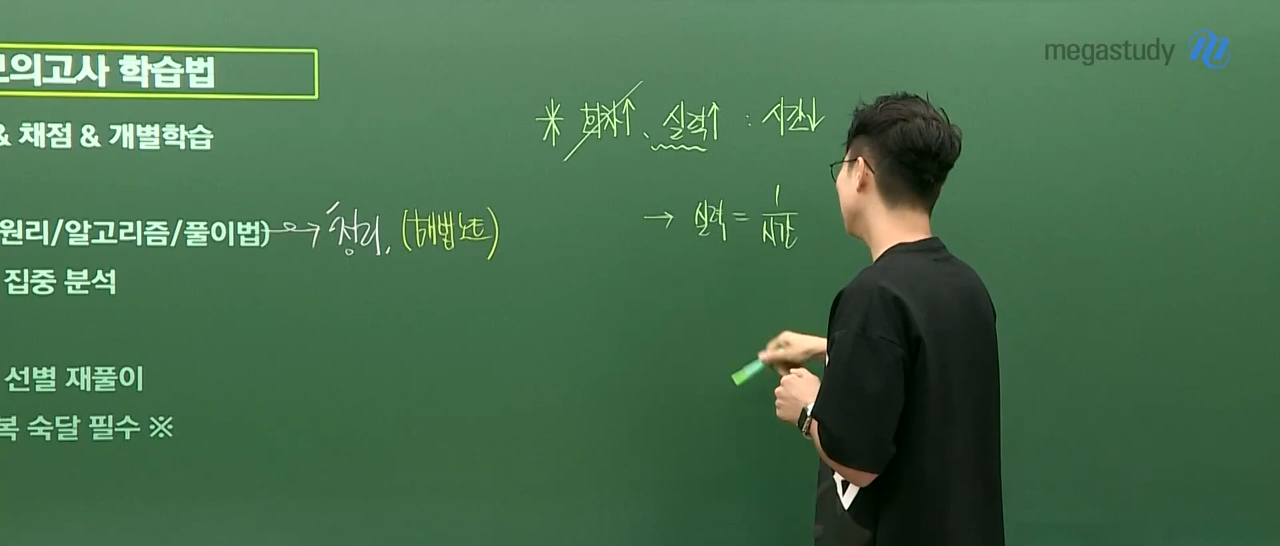 megastudy
모의고사 학습법
& 채점 & 개별학습
원리/알고리즘/풀이법) → 정리. (해법노트)
집중 분석
선별 재풀이
복 숙달 필수 ※
* 회차↑、실력↑ : 시간↓
→ 실력 = 1/시간